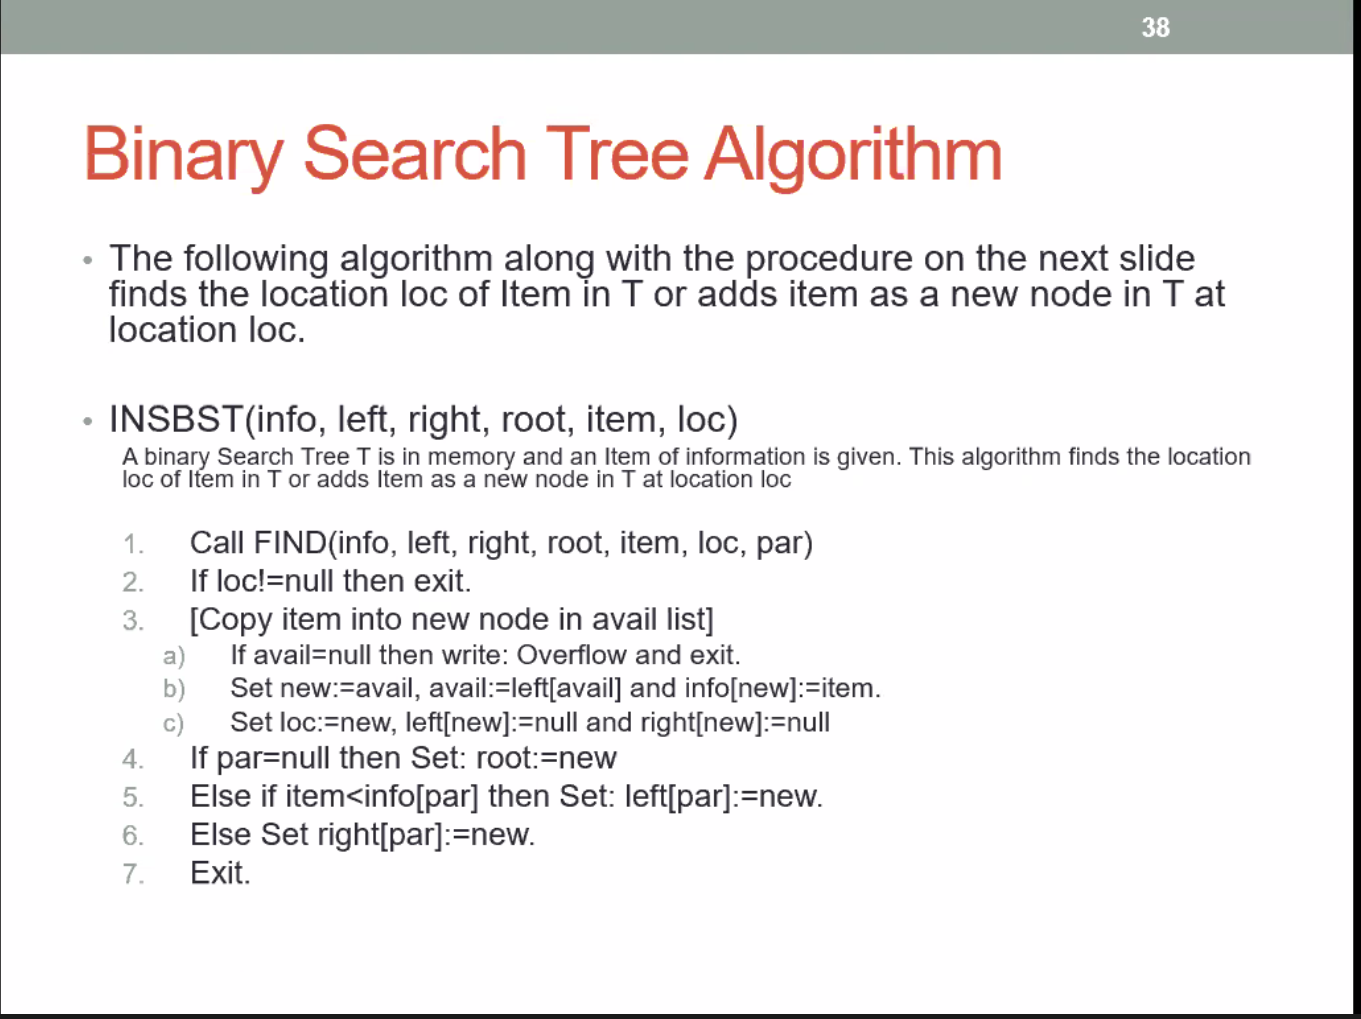 38
Binary Search Tree Algorithm
• The following algorithm along with the procedure on the next slide
finds the location loc of Item in T or adds item as a new node in T at
location loc.
• INSBST(info, left, right, root, item, loc)
A binary Search Tree T is in memory and an Item of information is given. This algorithm finds the location
loc of Item in T or adds Item as a new node in T at location loc
1. Call FIND(info, left, right, root, item, loc, par)
2. If loc!=null then exit.
3. [Copy item into new node in avail list]
a) If avail=null then write: Overflow and exit.
b) Set new:=avail, avail:=left[avail] and info[new]:=item.
c) Set loc:=new, left[new]:=null and right[new]:=null
4. If par=null then Set: root:=new
5. Else if item<info[par] then Set: left[par]:=new.
6. Else Set right[par]:=new.
7. Exit.